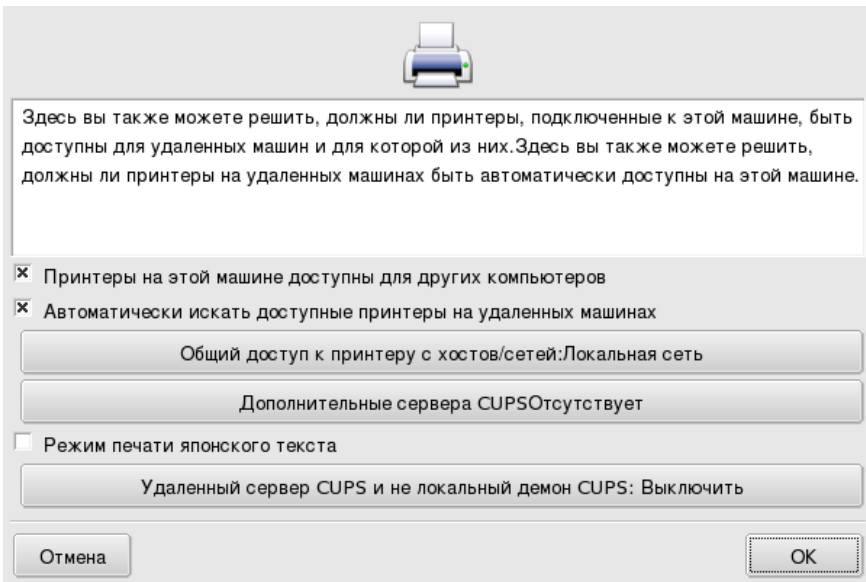 Здесь вы также можете решить, должны ли принтеры, подключенные к этой машине, быть
доступны для удаленных машин и для которой из них.Здесь вы также можете решить,
должны ли принтеры на удаленных машинах быть автоматически доступны на этой машине.
Принтеры на этой машине доступны для других компьютеров
Автоматически искать доступные принтеры на удаленных машинах
Общий доступ к принтеру с хостов/сетей:Локальная сеть
Дополнительные сервера CUPSОтсутствует
Режим печати японского текста
Удаленный сервер CUPS и не локальный демон CUPS: Выключить
Отмена
OK